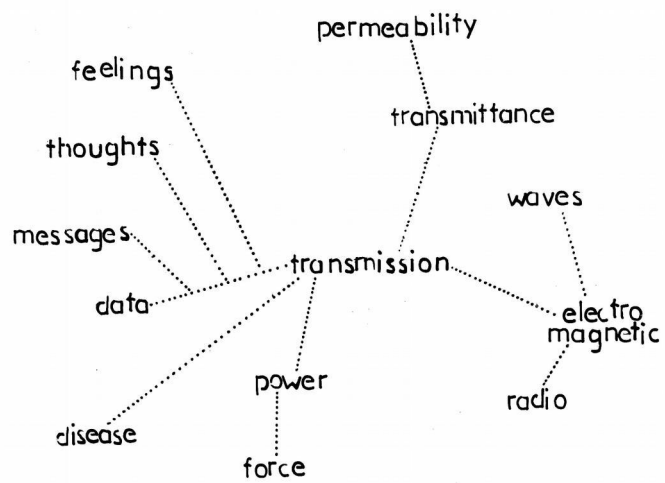 permeability
feelings
transmittance
thoughts
waves
messages
transmission
data
electro
magnetic
power
radio
disease
force